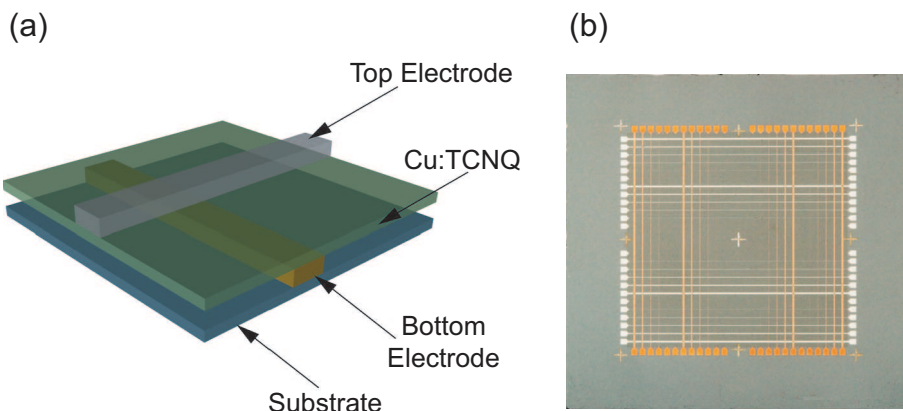 (a)
(b)
Top Electrode
Cu:TCNQ
Bottom
Electrode
Substrate